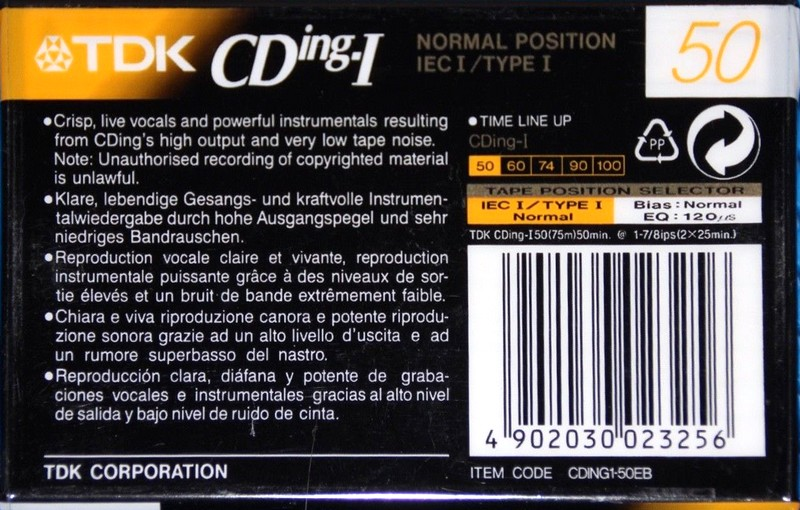 TDK CDing-I NORMAL POSITION
IEC I/TYPE I
50
●Crisp, live vocals and powerful instrumentals resulting
from CDing's high output and very low tape noise.
Note: Unauthorised recording of copyrighted material
is unlawful.
●Klare, lebendige Gesangs- und kraftvolle Instrumen-
talwiedergabe durch hohe Ausgangspegel und sehr
niedriges Bandrauschen.
●Reproduction vocale claire et vivante, reproduction
instrumentale puissante grâce à des niveaux de sor-
tie élevés et un bruit de bande extrêmement faible.
●Chiara e viva riproduzione canora e potente riprodu-
zione sonora grazie ad un alto livello d'uscita e ad
un rumore superbasso del nastro.
●Reproducción clara, diáfana y potente de graba-
ciones vocales e instrumentales gracias al alto nivel
de salida y bajo nivel de ruido de cinta.
TDK CORPORATION
●TIME LINE UP
CDing-I
50 60 74 90 100
PP
TAPE POSITION SELECTOR
IEC I/TYPE I
Normal
Bias : Normal
EQ : 120μs
TDK CDing-I50(75m)50min. @ 1-7/8ips(2×25min.)
4 902030 023256
ITEM CODE CDING1-50EB